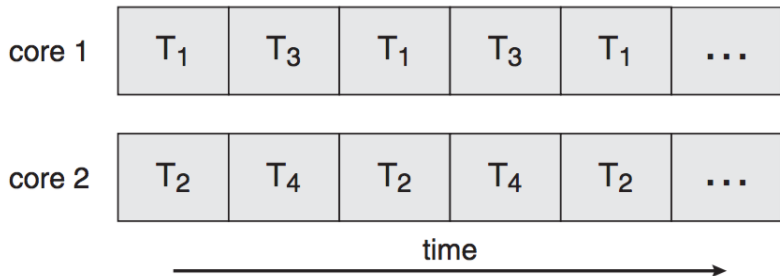 core 1 T₁ T₃ T₁ T₃ T₁ ...
core 2 T₂ T₄ T₂ T₄ T₂ ...
time